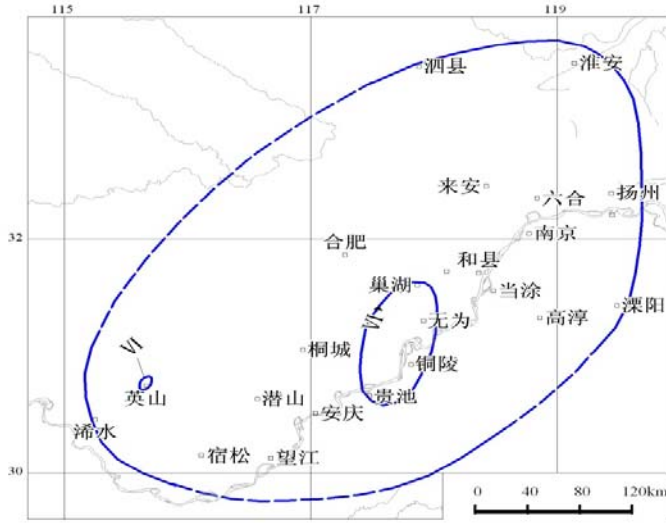 115 117 119
泗县 淮安
来安 六合 扬州
32
南京
合肥
和县
巢湖 当涂
VI+ 无为 高淳 溧阳
VI 桐城 铜陵
英山 潜山 贵池
安庆
浠水
宿松 望江
30
0 40 80 120km